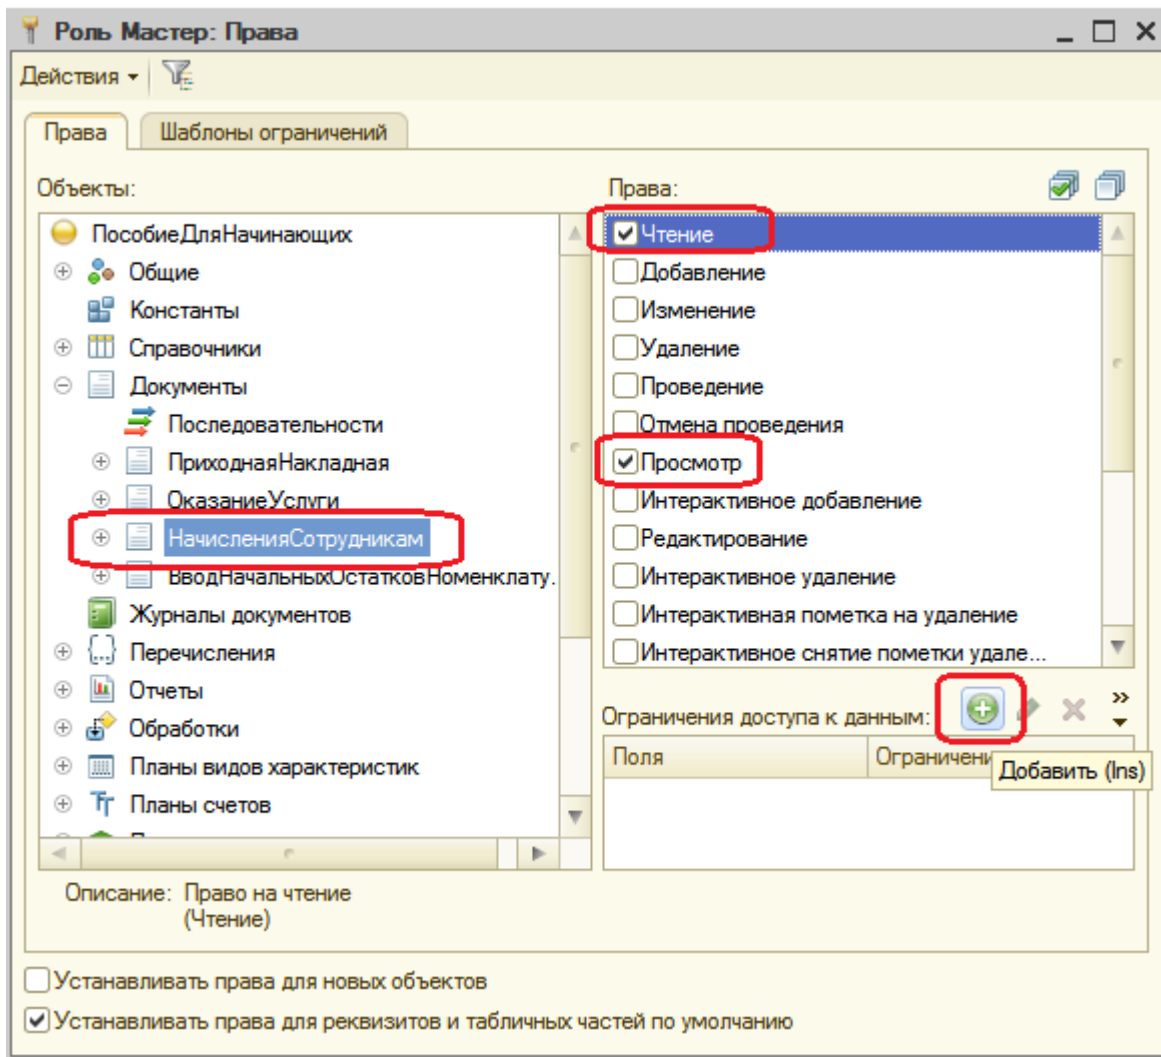 Роль Мастер: Права
Действия
Права
Шаблоны ограничений
Объекты:
ПособиеДляНачинающих
Общие
Константы
Справочники
Документы
Последовательности
ПриходнаяНакладная
ОказаниеУслуги
НачисленияСотрудникам
ВводНачальныхОстатковНоменклату.
Журналы документов
Перечисления
Отчеты
Обработки
Планы видов характеристик
Планы счетов
Права:
Чтение
Добавление
Изменение
Удаление
Проведение
Отмена проведения
Просмотр
Интерактивное добавление
Редактирование
Интерактивное удаление
Интерактивная пометка на удаление
Интерактивное снятие пометки удале...
Ограничения доступа к данным:
Поля
Ограничени
Добавить (Ins)
Описание: Право на чтение
(Чтение)
Устанавливать права для новых объектов
Устанавливать права для реквизитов и табличных частей по умолчанию